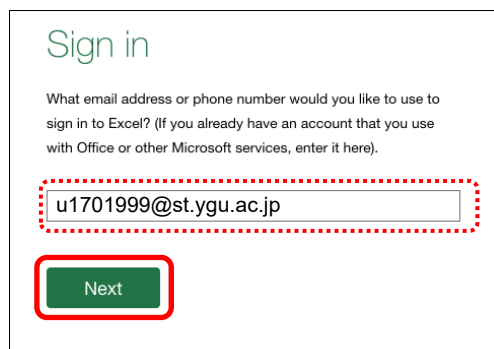 Sign in
What email address or phone number would you like to use to
sign in to Excel? (If you already have an account that you use
with Office or other Microsoft services, enter it here).
u1701999@st.ygu.ac.jp
Next